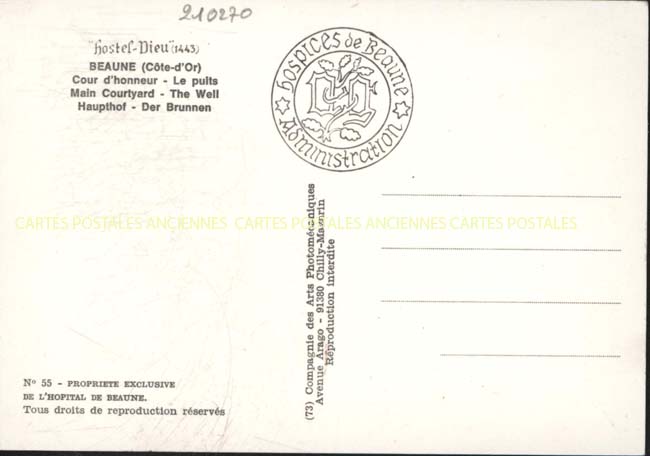 210270
"hostel-Dieu" (1443)
BEAUNE (Côte-d'Or)
Cour d'honneur - Le puits
Main Courtyard - The Well
Haupthof - Der Brunnen
hospices de Beaune
Administration
CARTES POSTALES ANCIENNES CARTES POSTALES ANCIENNES CARTES POSTALES
(73) Compagnie des Arts Photomécaniques
Avenue Arago - 91380 Chilly-Mazarin
Réproduction interdite
N° 55 - PROPRIETE EXCLUSIVE
DE L'HOPITAL DE BEAUNE.
Tous droits de reproduction réservés